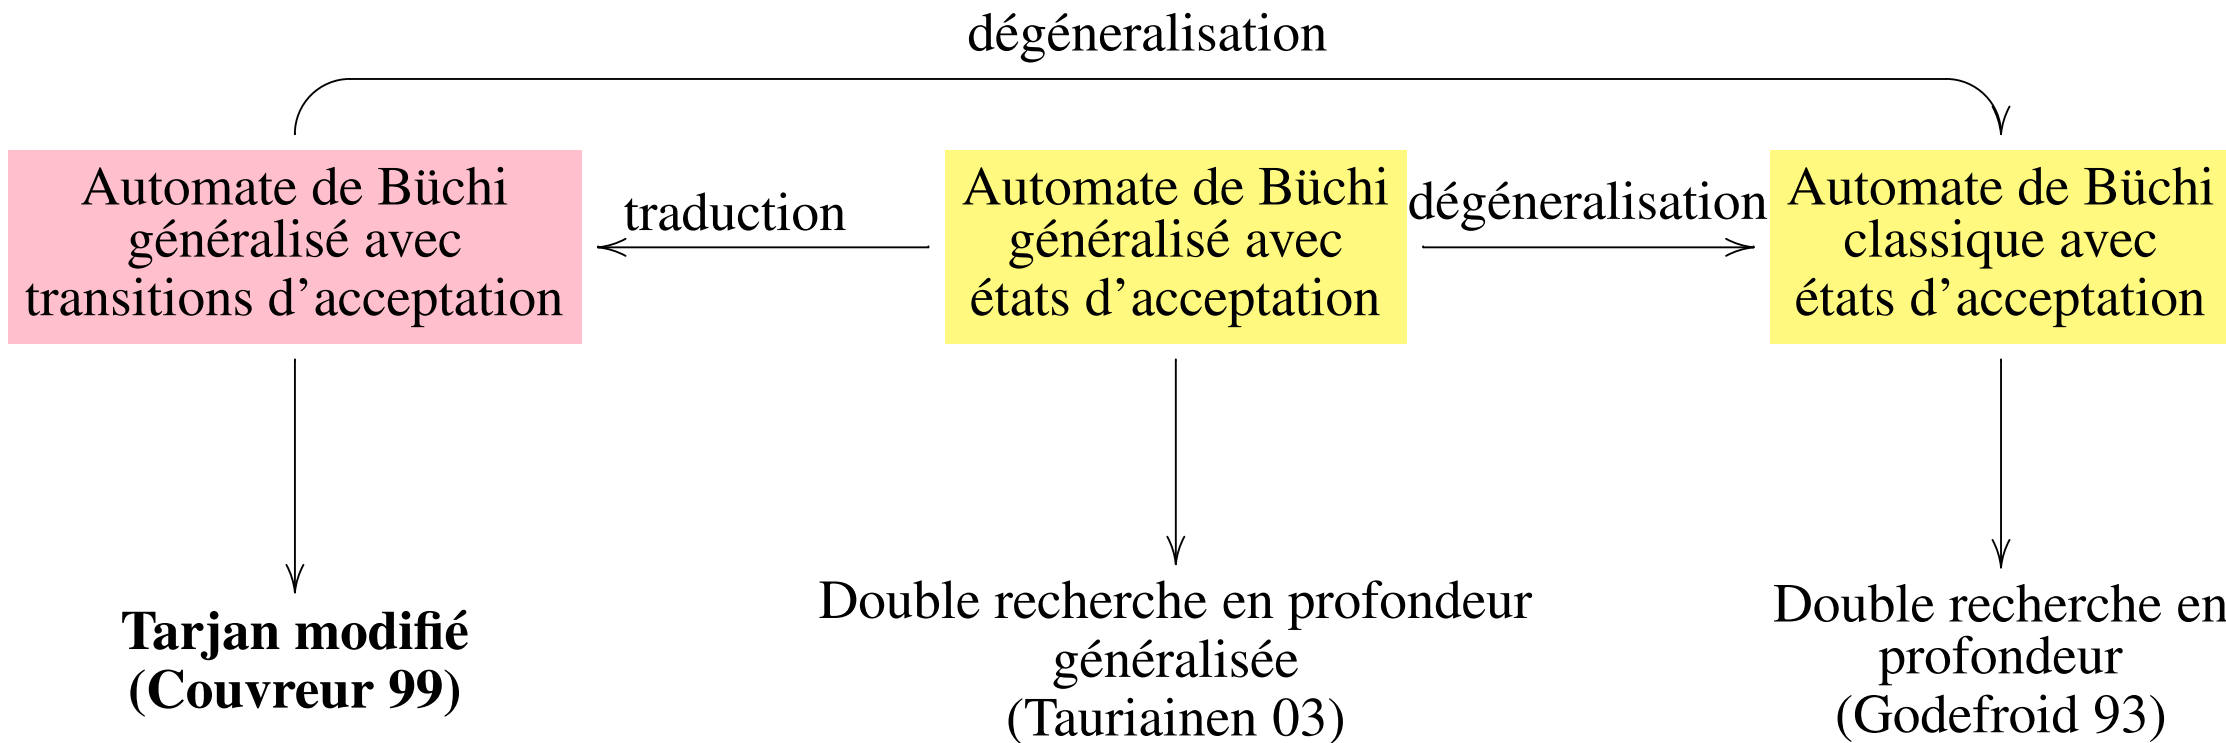 dégéneralisation
Automate de Büchi
généralisé avec
transitions d’acceptation
traduction
Automate de Büchi
généralisé avec
états d’acceptation
dégéneralisation
Automate de Büchi
classique avec
états d’acceptation
Tarjan modifié
(Couvreur 99)
Double recherche en profondeur
généralisée
(Tauriainen 03)
Double recherche en
profondeur
(Godefroid 93)